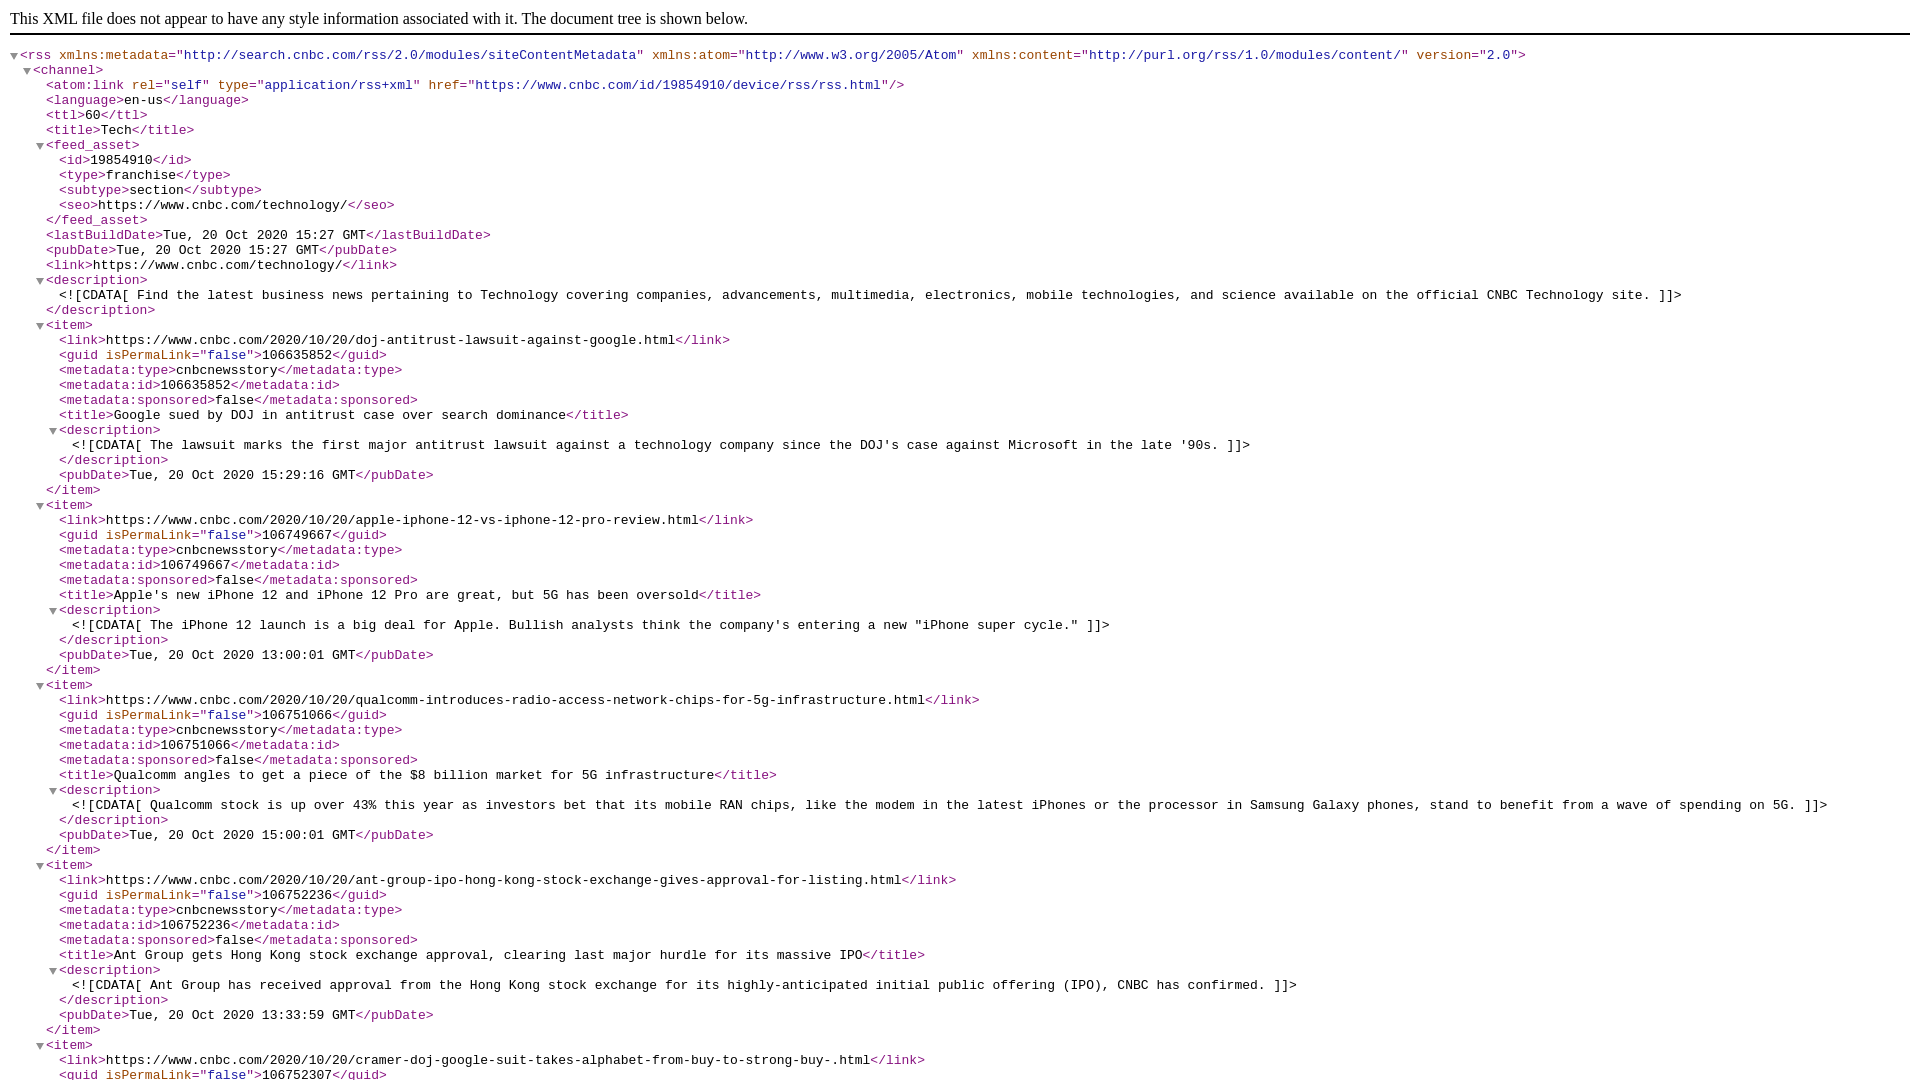 This XML file does not appear to have any style information associated with it. The document tree is shown below.
<rss xmlns:metadata="http://search.cnbc.com/rss/2.0/modules/siteContentMetadata" xmlns:atom="http://www.w3.org/2005/Atom" xmlns:content="http://purl.org/rss/1.0/modules/content/" version="2.0">
<channel>
<atom:link rel="self" type="application/rss+xml" href="https://www.cnbc.com/id/19854910/device/rss/rss.html"/>
<language>en-us</language>
<ttl>60</ttl>
<title>Tech</title>
<feed_asset>
<id>19854910</id>
<type>franchise</type>
<subtype>section</subtype>
<seo>https://www.cnbc.com/technology/</seo>
</feed_asset>
<lastBuildDate>Tue, 20 Oct 2020 15:27 GMT</lastBuildDate>
<pubDate>Tue, 20 Oct 2020 15:27 GMT</pubDate>
<link>https://www.cnbc.com/technology/</link>
<description>
<![CDATA[ Find the latest business news pertaining to Technology covering companies, advancements, multimedia, electronics, mobile technologies, and science available on the official CNBC Technology site. ]]>
</description>
<item>
<link>https://www.cnbc.com/2020/10/20/doj-antitrust-lawsuit-against-google.html</link>
<guid isPermaLink="false">106635852</guid>
<metadata:type>cnbcnewsstory</metadata:type>
<metadata:id>106635852</metadata:id>
<metadata:sponsored>false</metadata:sponsored>
<title>Google sued by DOJ in antitrust case over search dominance</title>
<description>
<![CDATA[ The lawsuit marks the first major antitrust lawsuit against a technology company since the DOJ's case against Microsoft in the late '90s. ]]>
</description>
<pubDate>Tue, 20 Oct 2020 15:29:16 GMT</pubDate>
</item>
<item>
<link>https://www.cnbc.com/2020/10/20/apple-iphone-12-vs-iphone-12-pro-review.html</link>
<guid isPermaLink="false">106749667</guid>
<metadata:type>cnbcnewsstory</metadata:type>
<metadata:id>106749667</metadata:id>
<metadata:sponsored>false</metadata:sponsored>
<title>Apple's new iPhone 12 and iPhone 12 Pro are great, but 5G has been oversold</title>
<description>
<![CDATA[ The iPhone 12 launch is a big deal for Apple. Bullish analysts think the company's entering a new "iPhone super cycle." ]]>
</description>
<pubDate>Tue, 20 Oct 2020 13:00:01 GMT</pubDate>
</item>
<item>
<link>https://www.cnbc.com/2020/10/20/qualcomm-introduces-radio-access-network-chips-for-5g-infrastructure.html</link>
<guid isPermaLink="false">106751066</guid>
<metadata:type>cnbcnewsstory</metadata:type>
<metadata:id>106751066</metadata:id>
<metadata:sponsored>false</metadata:sponsored>
<title>Qualcomm angles to get a piece of the $8 billion market for 5G infrastructure</title>
<description>
<![CDATA[ Qualcomm stock is up over 43% this year as investors bet that its mobile RAN chips, like the modem in the latest iPhones or the processor in Samsung Galaxy phones, stand to benefit from a wave of spending on 5G. ]]>
</description>
<pubDate>Tue, 20 Oct 2020 15:00:01 GMT</pubDate>
</item>
<item>
<link>https://www.cnbc.com/2020/10/20/ant-group-ipo-hong-kong-stock-exchange-gives-approval-for-listing.html</link>
<guid isPermaLink="false">106752236</guid>
<metadata:type>cnbcnewsstory</metadata:type>
<metadata:id>106752236</metadata:id>
<metadata:sponsored>false</metadata:sponsored>
<title>Ant Group gets Hong Kong stock exchange approval, clearing last major hurdle for its massive IPO</title>
<description>
<![CDATA[ Ant Group has received approval from the Hong Kong stock exchange for its highly-anticipated initial public offering (IPO), CNBC has confirmed. ]]>
</description>
<pubDate>Tue, 20 Oct 2020 13:33:59 GMT</pubDate>
</item>
<item>
<link>https://www.cnbc.com/2020/10/20/cramer-doj-google-suit-takes-alphabet-from-buy-to-strong-buy-.html</link>
<guid isPermaLink="false">106752307</guid>